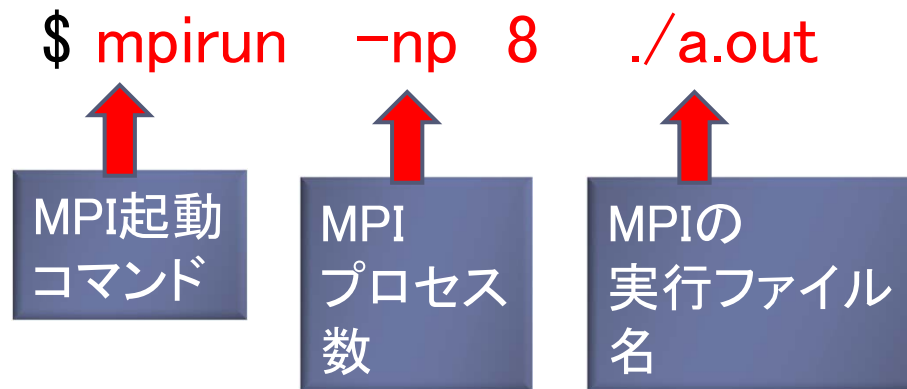 $ mpirun -np 8 ./a.out
MPI起動
コマンド
MPI
プロセス
数
MPIの
実行ファイル
名